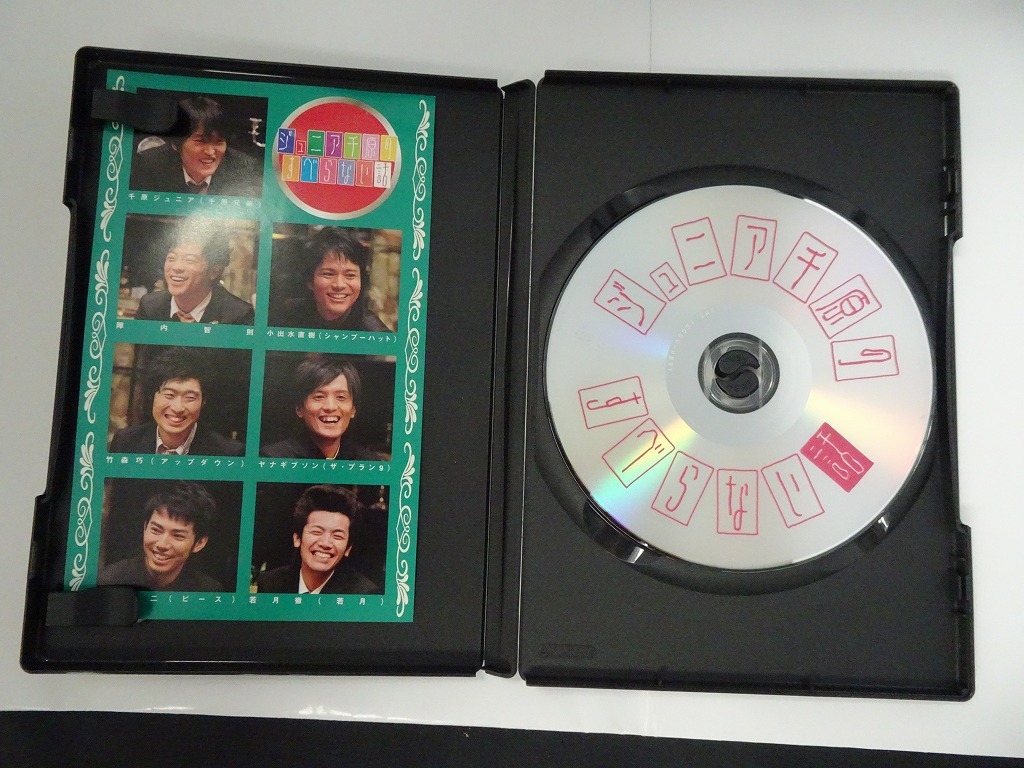 ジュニア千原の
すべらない話
千原ジュニア(千原兄弟)
陣内智則
小出水直樹(シャンプーハット)
竹森巧(アップダウン)
ヤナギブソン(ザ・プラン9)
二(ピース)
若月徹(若月)
ジュニア千原の
すべらない話